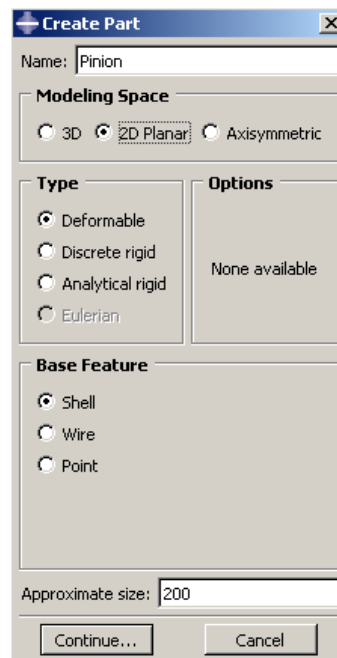 Create Part
Name: Pinion
Modeling Space
3D 2D Planar Axisymmetric
Type
Deformable
Discrete rigid
Analytical rigid
Eulerian
Options
None available
Base Feature
Shell
Wire
Point
Approximate size: 200
Continue... Cancel